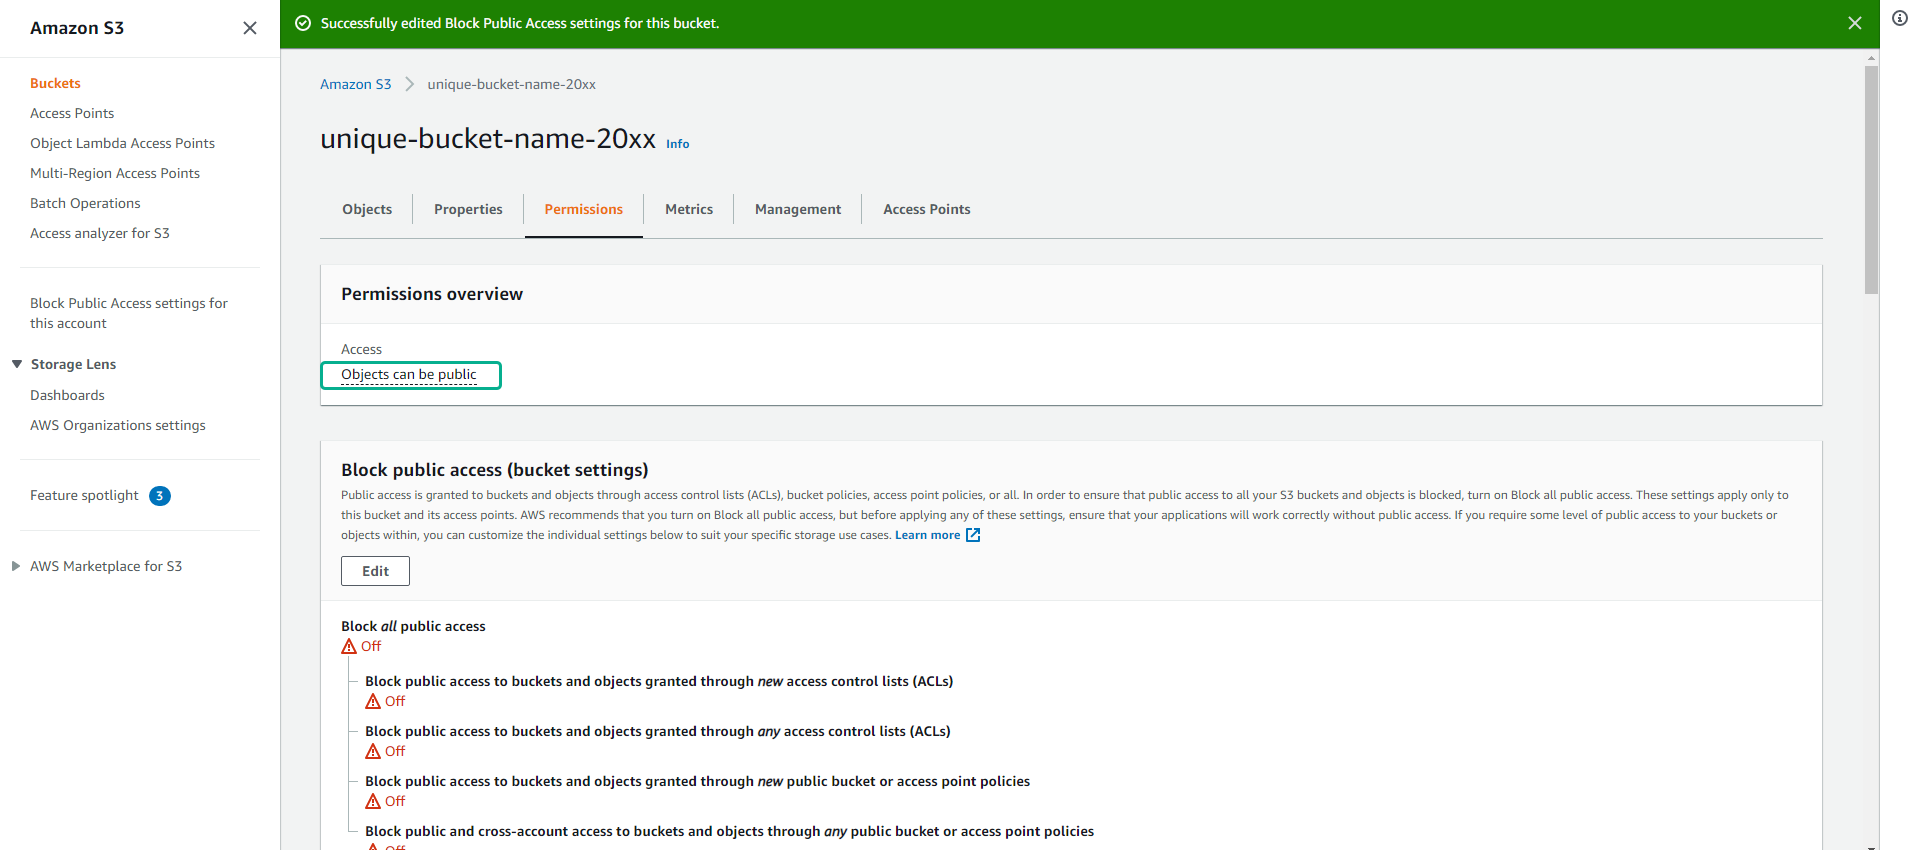 Amazon S3
Successfully edited Block Public Access settings for this bucket.
Buckets
Access Points
Object Lambda Access Points
Multi-Region Access Points
Batch Operations
Access analyzer for S3
Block Public Access settings for
this account
Storage Lens
Dashboards
AWS Organizations settings
Feature spotlight 3
AWS Marketplace for S3
Amazon S3 unique-bucket-name-20xx
unique-bucket-name-20xx Info
Objects Properties Permissions Metrics Management Access Points
Permissions overview
Access
Objects can be public
Block public access (bucket settings)
Public access is granted to buckets and objects through access control lists (ACLs), bucket policies, access point policies, or all. In order to ensure that public access to all your S3 buckets and objects is blocked, turn on Block all public access. These settings apply only to
this bucket and its access points. AWS recommends that you turn on Block all public access, but before applying any of these settings, ensure that your applications will work correctly without public access. If you require some level of public access to your buckets or
objects within, you can customize the individual settings below to suit your specific storage use cases. Learn more
Edit
Block all public access
Off
Block public access to buckets and objects granted through new access control lists (ACLs)
Off
Block public access to buckets and objects granted through any access control lists (ACLs)
Off
Block public access to buckets and objects granted through new public bucket or access point policies
Off
Block public and cross-account access to buckets and objects through any public bucket or access point policies
Off